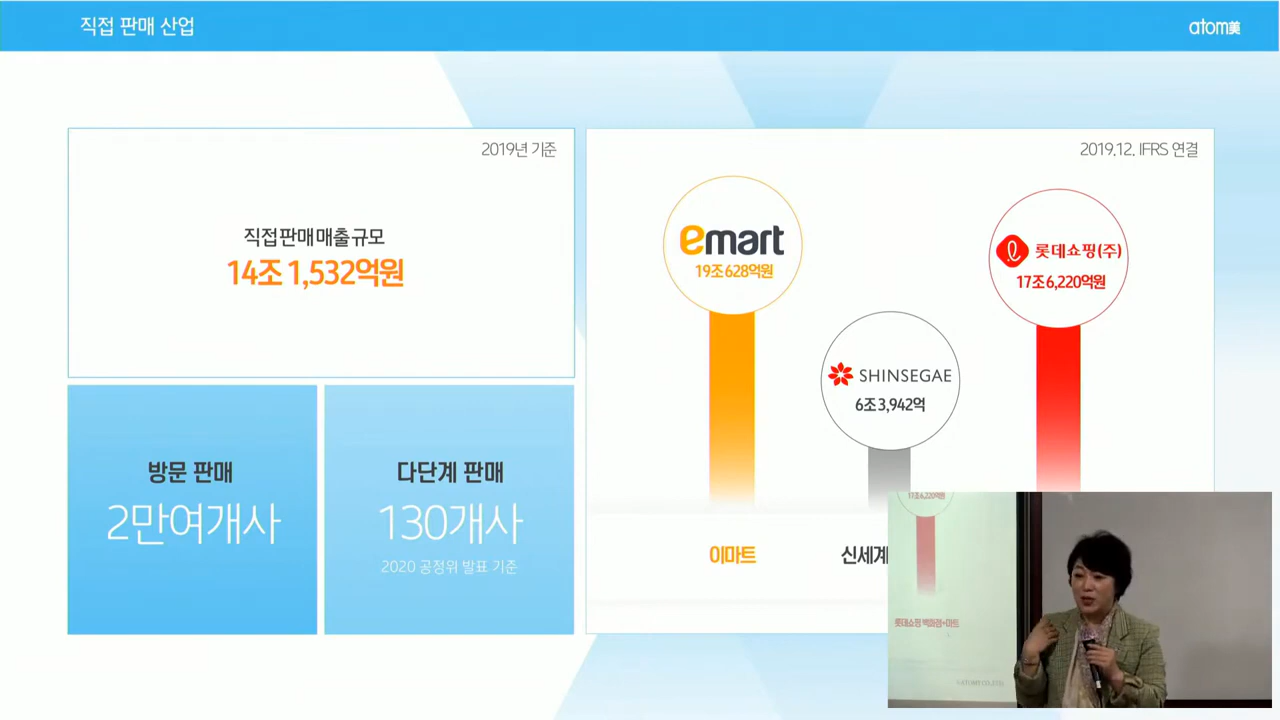 직접 판매 산업
atom美
2019년 기준
직접판매 매출 규모
14조 1,532억원
방문 판매
2만여개사
다단계 판매
130개사
2020 공정위 발표 기준
2019.12. IFRS 연결
emart
19조 628억원
SHINSEGAE
6조 3,942억
롯데쇼핑(주)
17조 6,220억원
이마트
신세계
17조 6,220억원
롯데쇼핑 백화점+마트